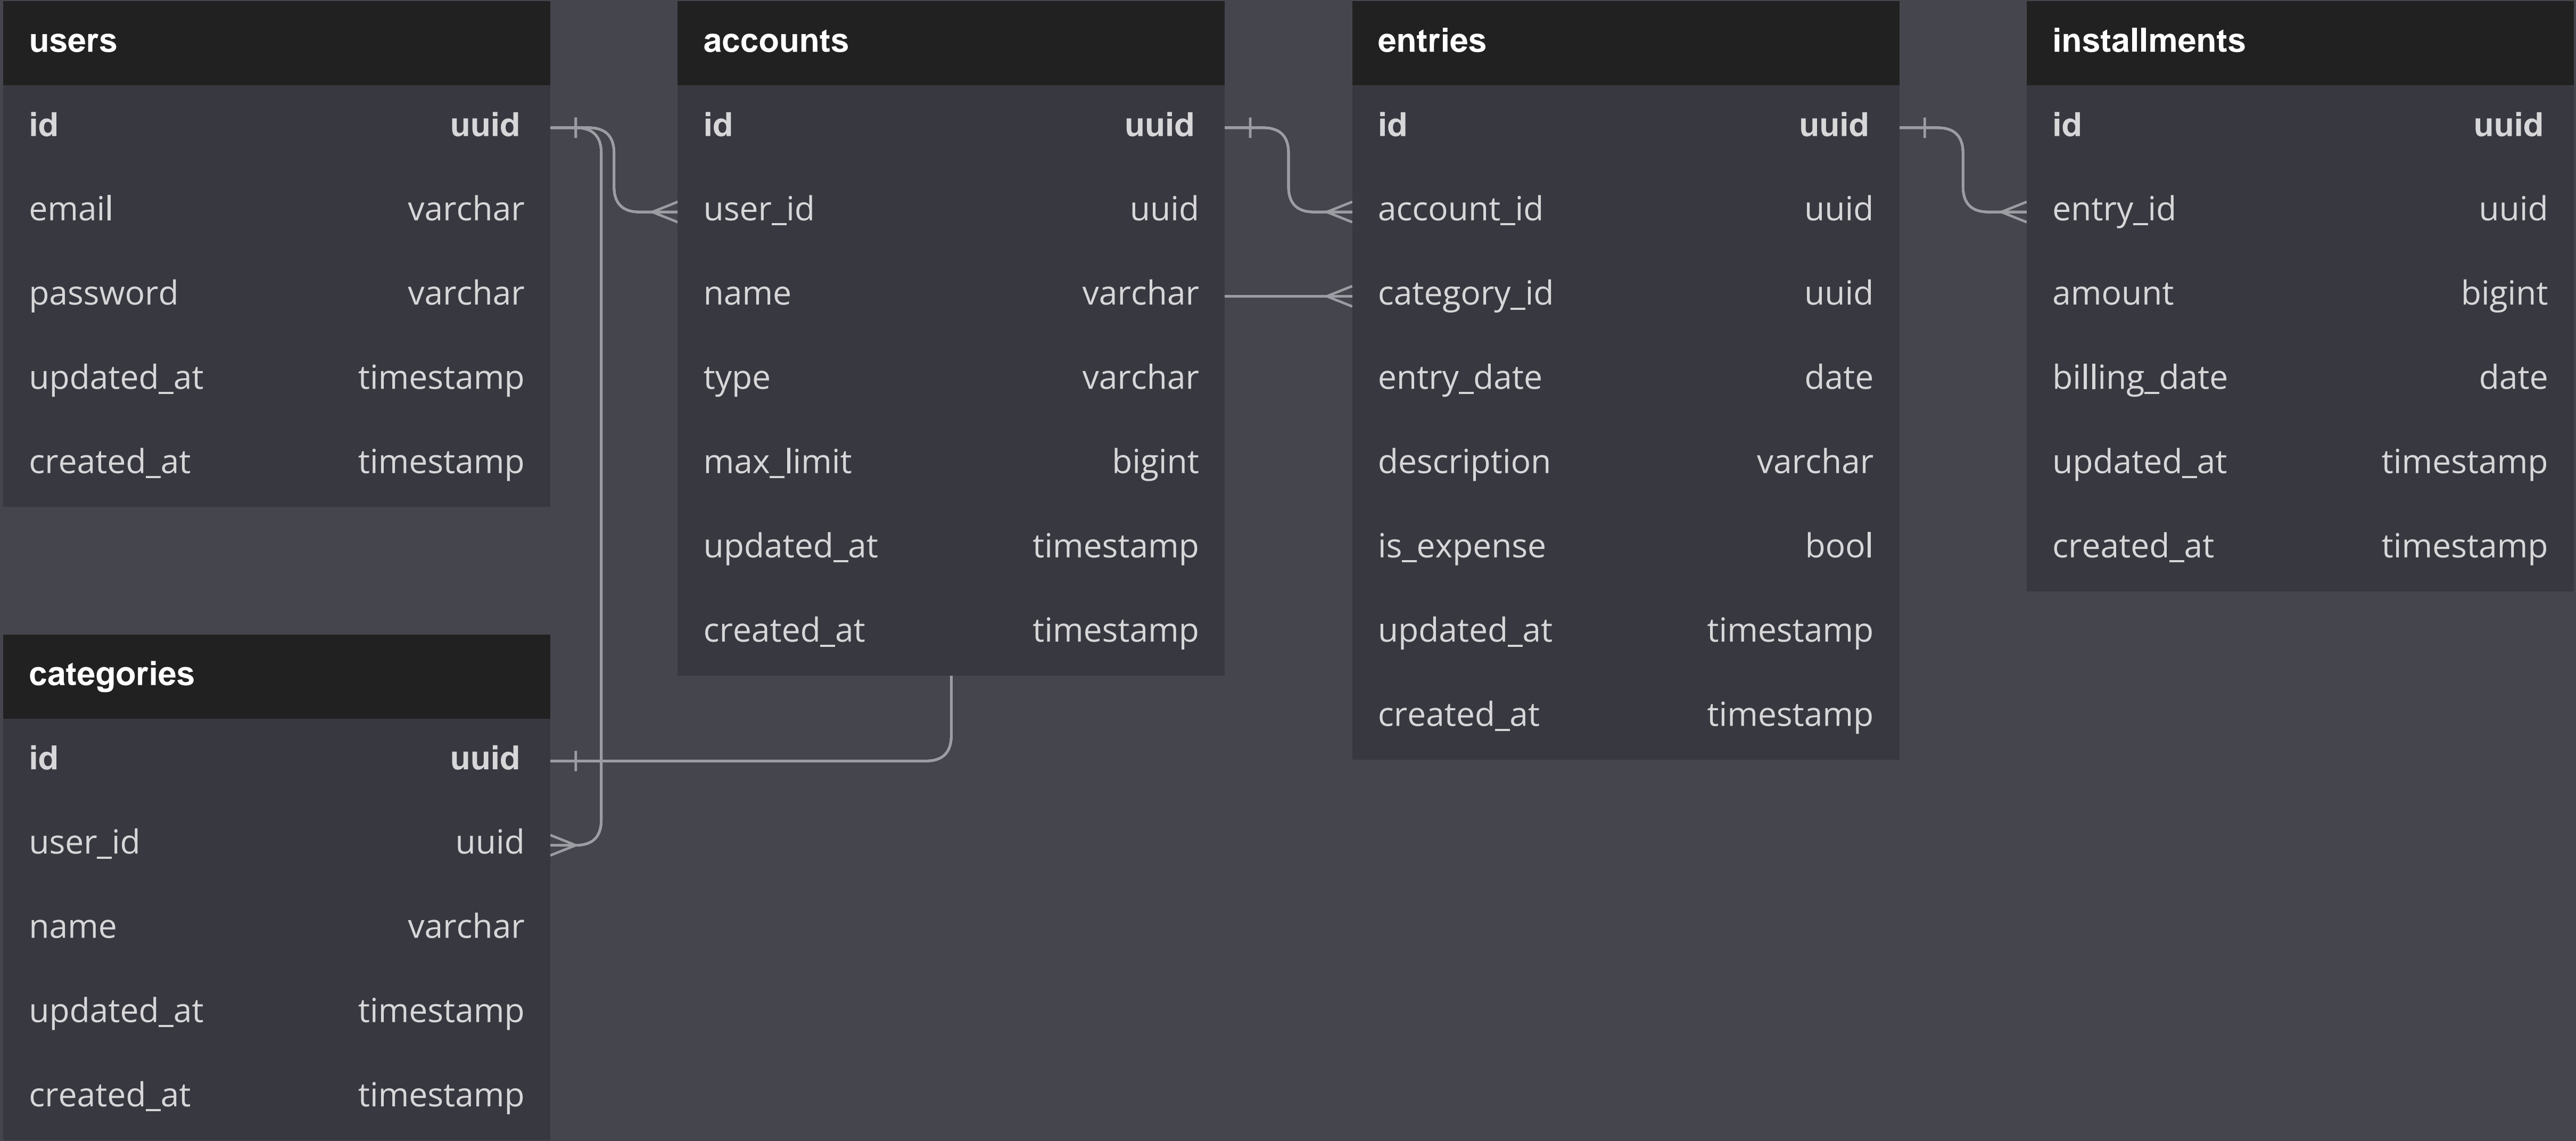 users
id uuid
email varchar
password varchar
updated_at timestamp
created_at timestamp
accounts
id uuid
user_id uuid
name varchar
type varchar
max_limit bigint
updated_at timestamp
created_at timestamp
entries
id uuid
account_id uuid
category_id uuid
entry_date date
description varchar
is_expense bool
updated_at timestamp
created_at timestamp
installments
id uuid
entry_id uuid
amount bigint
billing_date date
updated_at timestamp
created_at timestamp
categories
id uuid
user_id uuid
name varchar
updated_at timestamp
created_at timestamp